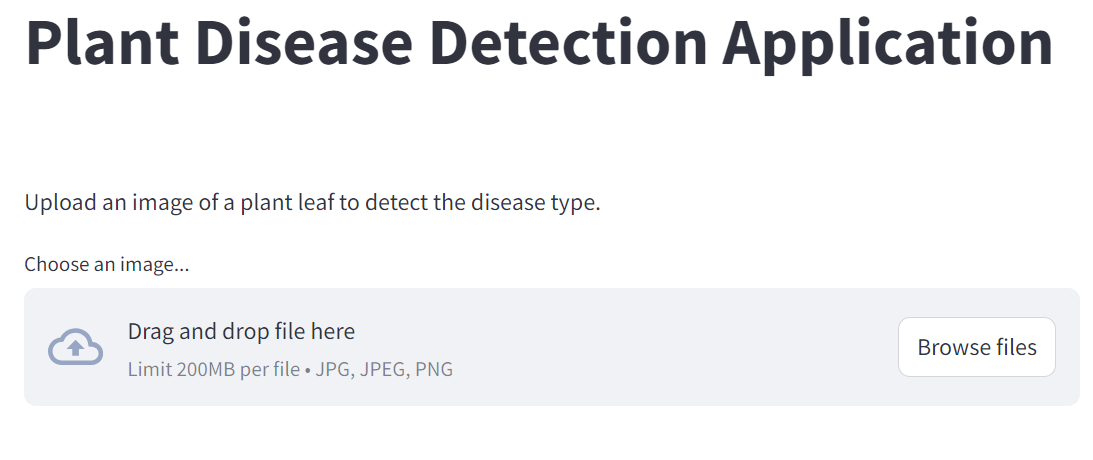 Plant Disease Detection Application
Upload an image of a plant leaf to detect the disease type.
Choose an image...
Drag and drop file here
Limit 200MB per file • JPG, JPEG, PNG
Browse files